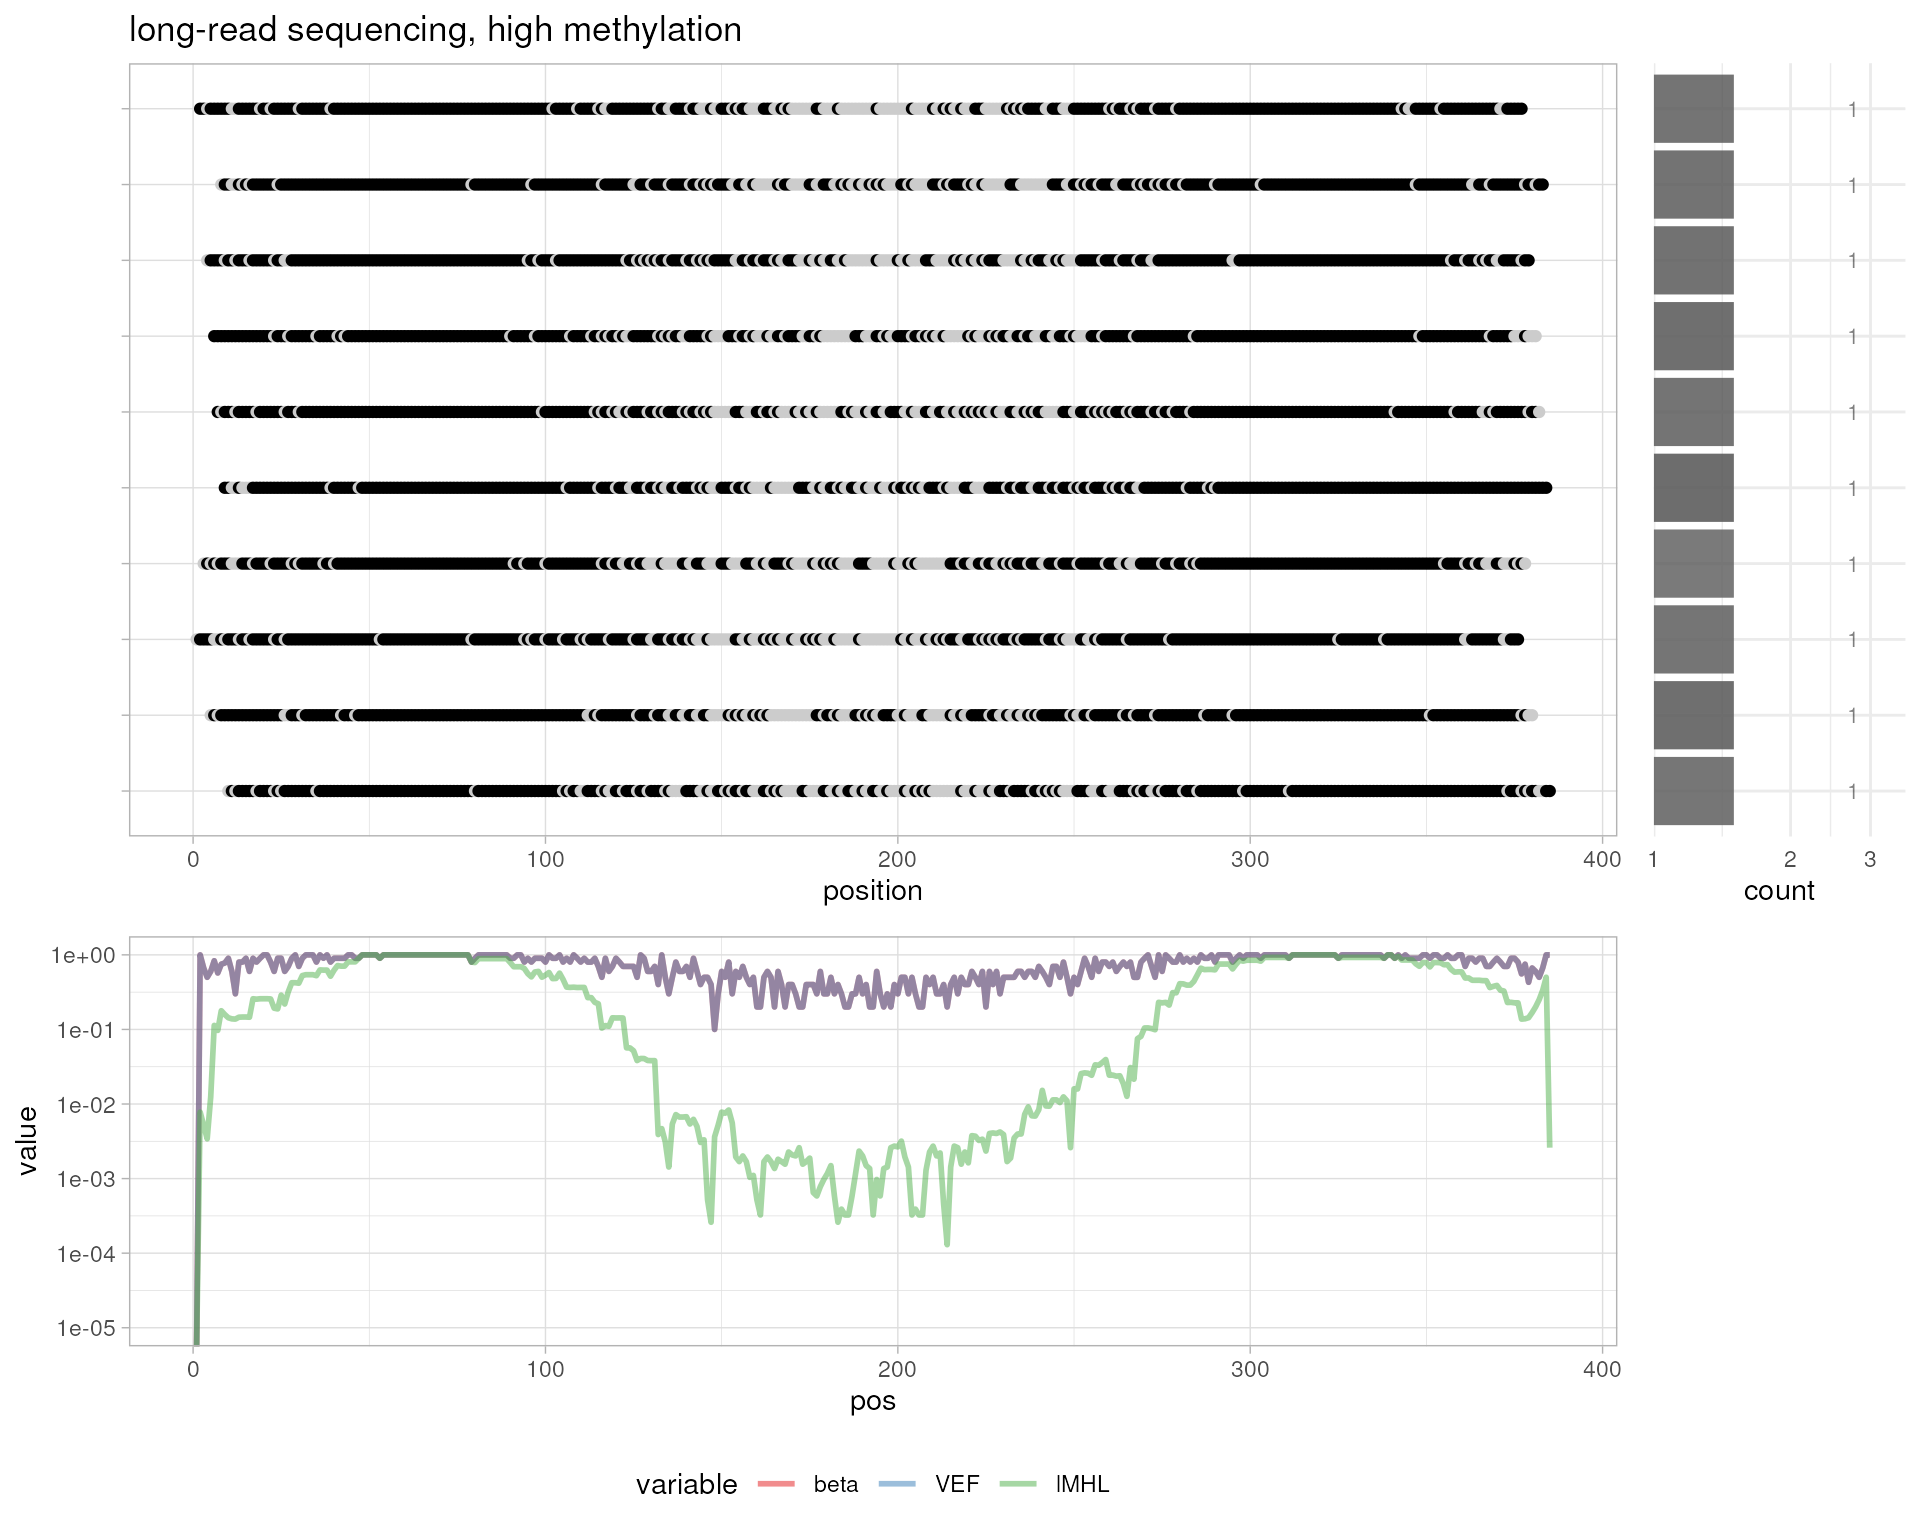 long-read sequencing, high methylation
1
1
1
1
1
1
1
1
1
1
0 100 200 300 400 1 2 3
position count
1e+00
1e-01
1e-02
1e-03
1e-04
1e-05
value
0 100 200 300 400
pos
variable beta VEF lMHL